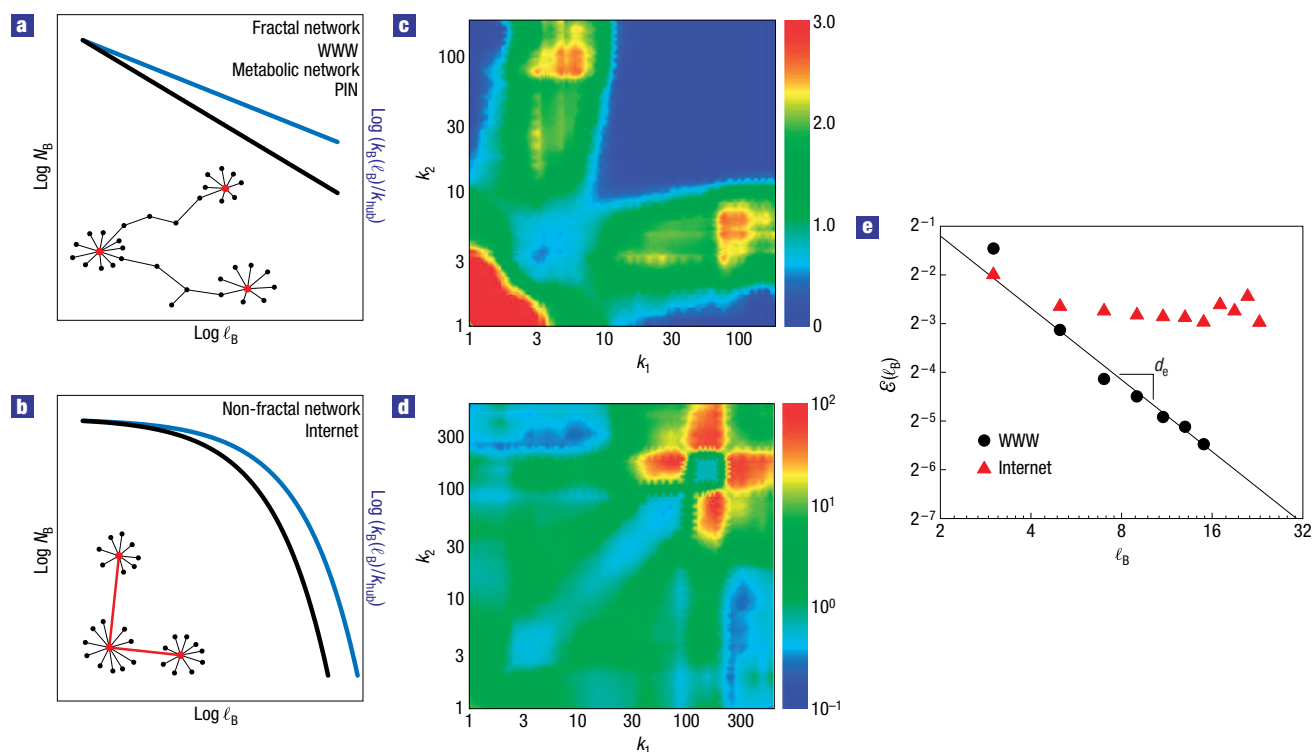 a
Fractal network
WWW
Metabolic network
PIN
Log N_B
Log (k_B(ℓ_B)/k_hub)
Log ℓ_B
b
Non-fractal network
Internet
Log N_B
Log (k_B(ℓ_B)/k_hub)
Log ℓ_B
c
100
30
10
3
1
k_2
1 3 10 30 100
k_1
3.0
2.0
1.0
0
d
300
100
30
10
3
1
k_2
1 3 10 30 100 300
k_1
10^2
10^1
10^0
10^−1
e
2^−1
2^−2
2^−3
2^−4
2^−5
2^−6
2^−7
ℰ(ℓ_B)
d_e
WWW
Internet
2 4 8 16 32
ℓ_B